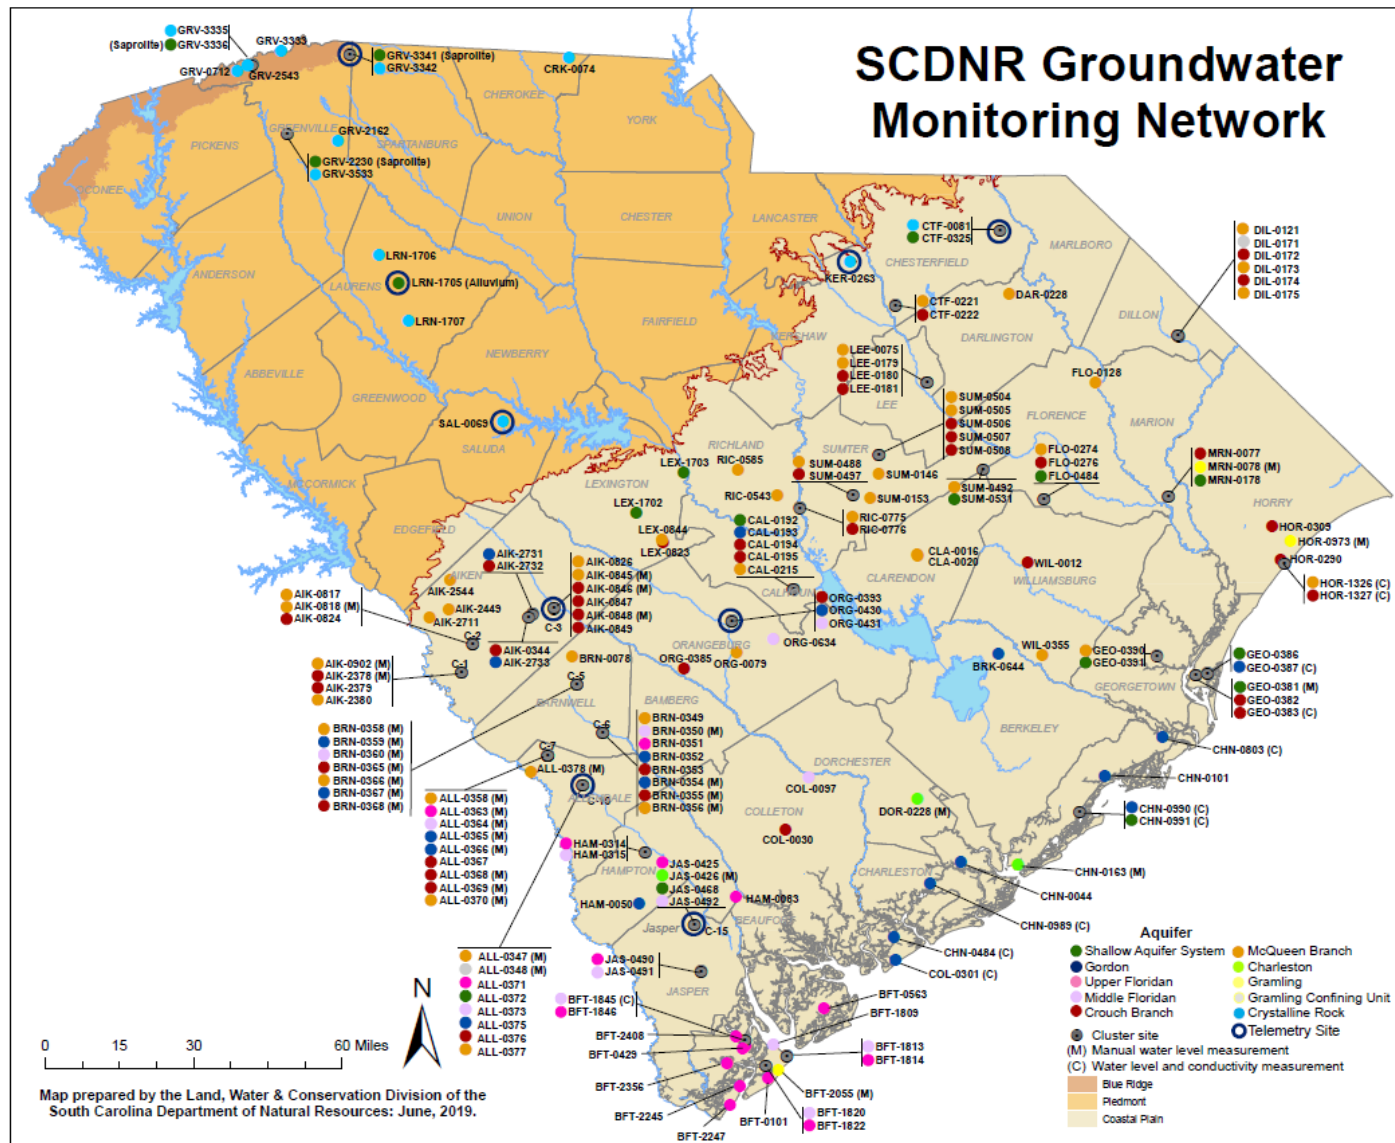 SCDNR Groundwater
Monitoring Network
GRV-3335
(Saprolite) GRV-3336
GRV-3333
GRV-0712
GRV-2543
GRV-3341 (Saprolite)
GRV-3342
CRK-0074
CHEROKEE
YORK
GREENVILLE
GRV-2162
SPARTANBURG
PICKENS
GRV-2230 (Saprolite)
GRV-3533
OCONEE
UNION
CHESTER
LANCASTER
CTF-0081
CTF-0325
MARLBORO
DIL-0121
DIL-0171
DIL-0172
DIL-0173
DIL-0174
DIL-0175
LRN-1706
ANDERSON
LAURENS
LRN-1705 (Alluvium)
KER-0263
CHESTERFIELD
CTF-0221
CTF-0222
DAR-0228
DILLON
LRN-1707
FAIRFIELD
KERSHAW
DARLINGTON
NEWBERRY
ABBEVILLE
GREENWOOD
LEE-0075
LEE-0179
LEE-0180
LEE-0181
LEE
FLO-0128
SAL-0069
SALUDA
SUM-0504
SUM-0505
SUM-0506
SUM-0507
SUM-0508
FLORENCE
MARION
RICHLAND
SUMTER
LEX-1703
RIC-0585
SUM-0488
SUM-0497
SUM-0146
FLO-0274
FLO-0276
FLO-0484
MRN-0077
MRN-0078 (M)
MRN-0178
MCCORMICK
LEXINGTON
RIC-0543
SUM-0153
SUM-0492
SUM-0531
HORRY
LEX-1702
CAL-0192
CAL-0193
CAL-0194
CAL-0195
CAL-0215
RIC-0775
RIC-0776
EDGEFIELD
LEX-0844
LEX-0823
HOR-0309
HOR-0973 (M)
HOR-0290
HOR-1326 (C)
HOR-1327 (C)
AIK-2731
AIK-2732
AIK-0826
AIK-0845 (M)
AIK-0846 (M)
AIK-0847
AIK-0848 (M)
AIK-0849
CLA-0016
CLA-0020
WIL-0012
CLARENDON
WILLIAMSBURG
AIKEN
AIK-2544
AIK-0817
AIK-0818 (M)
AIK-0824
AIK-2449
AIK-2711
C-2
C-3
CALHOUN
ORG-0393
ORG-0430
ORG-0431
AIK-0344
AIK-2733
ORANGEBURG
ORG-0634
WIL-0355
GEO-0390
GEO-0391
GEO-0386
GEO-0387 (C)
AIK-0902 (M)
AIK-2378 (M)
AIK-2379
AIK-2380
C-1
BRN-0078
ORG-0385
ORG-0079
BRK-0644
GEORGETOWN
GEO-0381 (M)
GEO-0382
GEO-0383 (C)
C-5
BARNWELL
BAMBERG
BERKELEY
BRN-0358 (M)
BRN-0359 (M)
BRN-0360 (M)
BRN-0365 (M)
BRN-0366 (M)
BRN-0367 (M)
BRN-0368 (M)
C-6
BRN-0349
BRN-0350 (M)
BRN-0351
BRN-0352
BRN-0353
BRN-0354 (M)
BRN-0355 (M)
BRN-0356 (M)
C-7
ALL-0378 (M)
CHN-0803 (C)
DORCHESTER
COL-0097
CHN-0101
ALLENDALE
C-10
ALL-0358 (M)
ALL-0363 (M)
ALL-0364 (M)
ALL-0365 (M)
ALL-0366 (M)
ALL-0367
ALL-0368 (M)
ALL-0369 (M)
ALL-0370 (M)
COLLETON
DOR-0228 (M)
CHN-0990 (C)
CHN-0991 (C)
COL-0030
HAM-0314
HAM-0315
JAS-0425
JAS-0426 (M)
JAS-0468
JAS-0492
HAMPTON
CHARLESTON
CHN-0163 (M)
CHN-0044
HAM-0050
HAM-0083
BEAUFORT
CHN-0989 (C)
Jasper
C-15
CHN-0484 (C)
COL-0301 (C)
ALL-0347 (M)
ALL-0348 (M)
ALL-0371
ALL-0372
ALL-0373
ALL-0375
ALL-0376
ALL-0377
JAS-0490
JAS-0491
JASPER
BFT-1845 (C)
BFT-1846
BFT-0563
BFT-1809
BFT-2408
BFT-0429
BFT-1813
BFT-1814
BFT-2356
BFT-2055 (M)
BFT-2245
BFT-0101
BFT-1820
BFT-1822
BFT-2247
Aquifer
Shallow Aquifer System
McQueen Branch
Gordon
Charleston
Upper Floridan
Gramling
Middle Floridan
Gramling Confining Unit
Crouch Branch
Crystalline Rock
Cluster site
Telemetry Site
(M) Manual water level measurement
(C) Water level and conductivity measurement
Blue Ridge
Piedmont
Coastal Plain
N
0 15 30 60 Miles
Map prepared by the Land, Water & Conservation Division of the
South Carolina Department of Natural Resources: June, 2019.